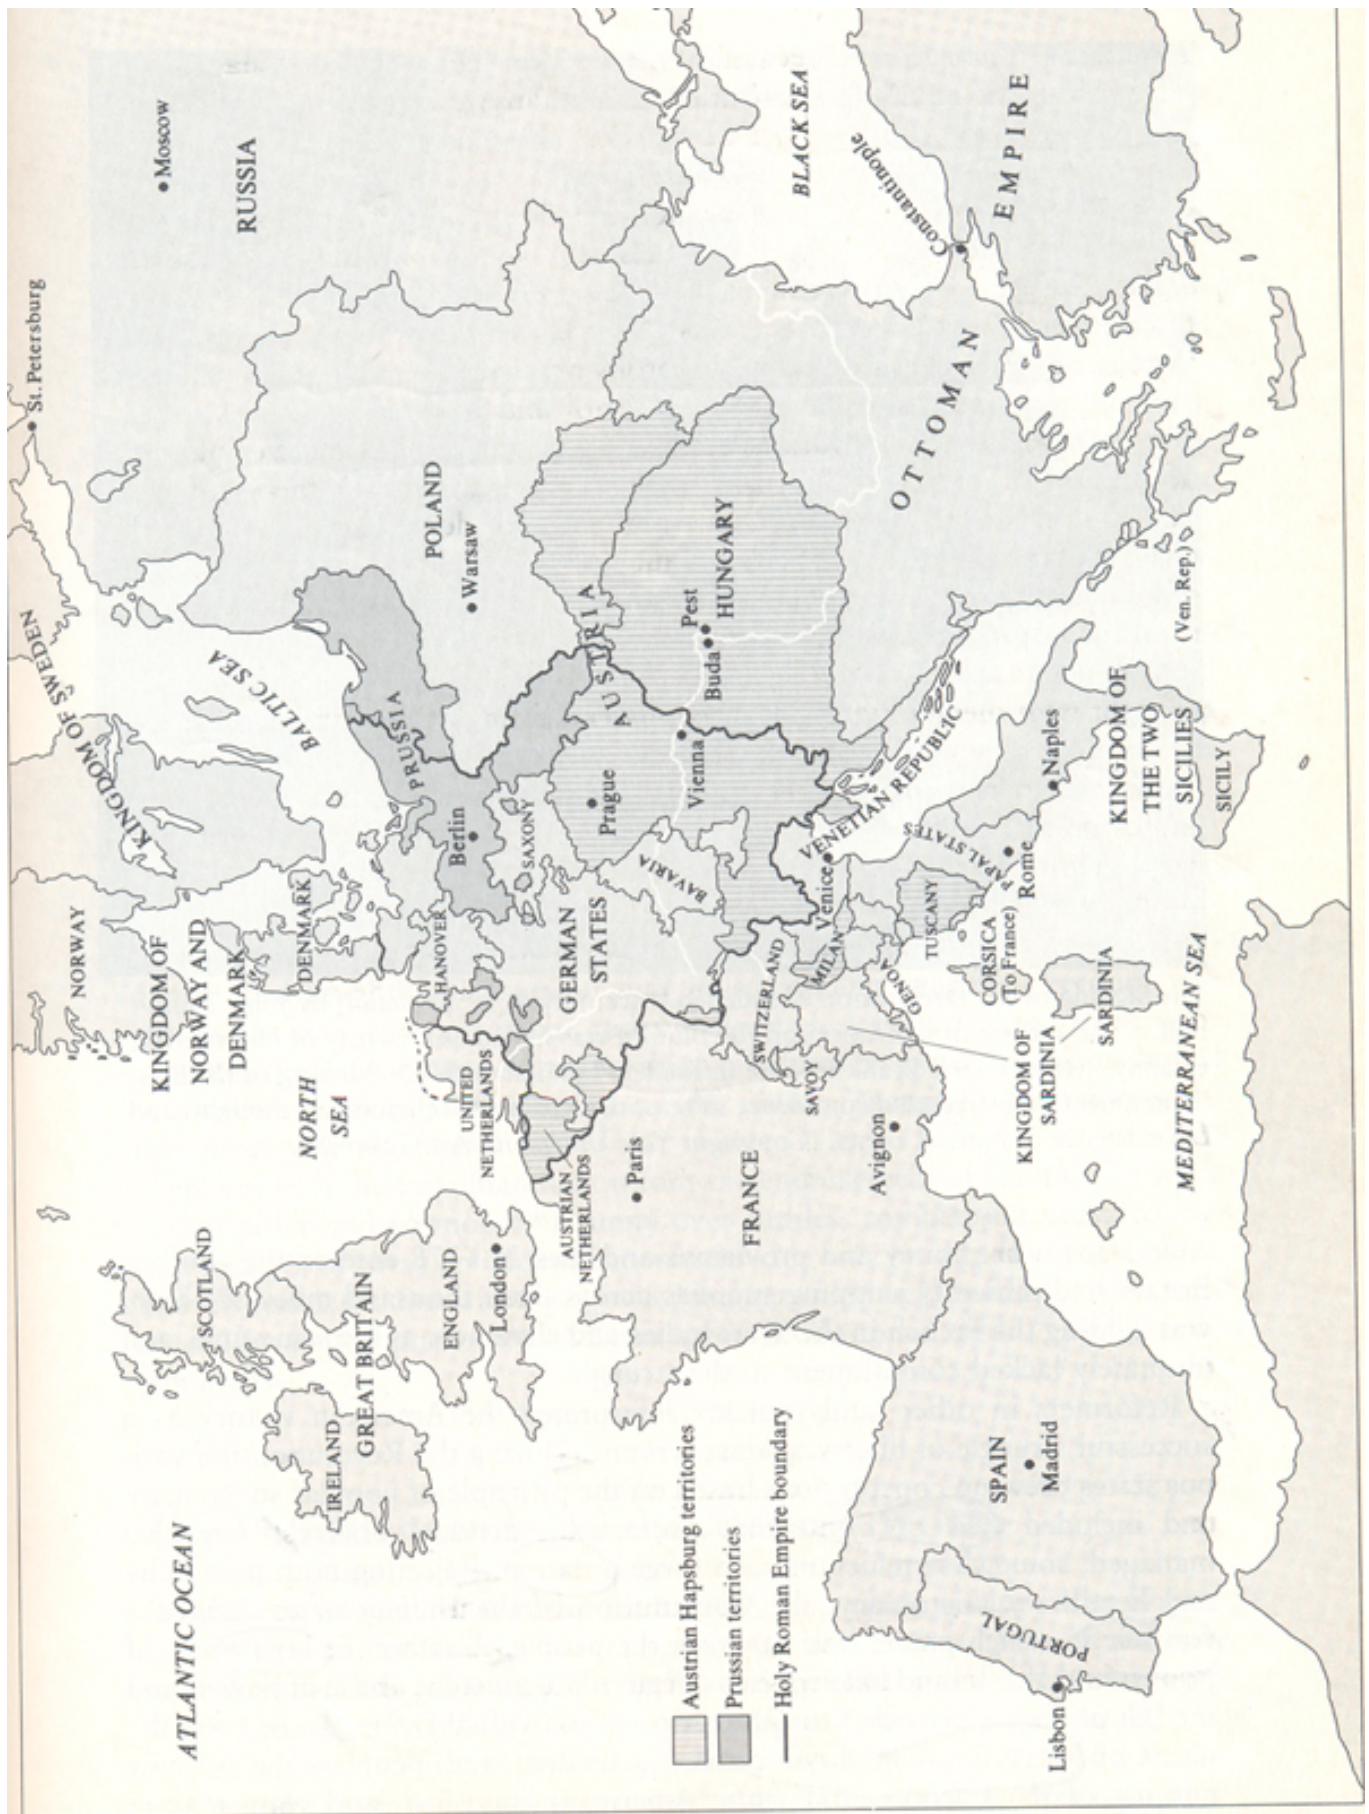 St. Petersburg
Moscow
RUSSIA
NORWAY
KINGDOM OF SWEDEN
KINGDOM OF
NORWAY AND
DENMARK
DENMARK
BALTIC SEA
NORTH
SEA
ATLANTIC OCEAN
SCOTLAND
GREAT BRITAIN
IRELAND
ENGLAND
London
UNITED
NETHERLANDS
HANOVER
Berlin
PRUSSIA
POLAND
Warsaw
SAXONY
GERMAN
STATES
AUSTRIAN
NETHERLANDS
Paris
FRANCE
Prague
AUSTRIA
BAVARIA
Vienna
Buda
Pest
HUNGARY
BLACK SEA
Constantinople
OTTOMAN
EMPIRE
SWITZERLAND
SAVOY
MILAN
Venice
VENETIAN REPUBLIC
GENOA
Avignon
TUSCANY
PAPAL STATES
Rome
CORSICA
(To France)
KINGDOM OF
SARDINIA
SARDINIA
Naples
KINGDOM OF
THE TWO
SICILIES
SICILY
(Ven. Rep.)
MEDITERRANEAN SEA
SPAIN
Madrid
PORTUGAL
Lisbon
Austrian Hapsburg territories
Prussian territories
Holy Roman Empire boundary